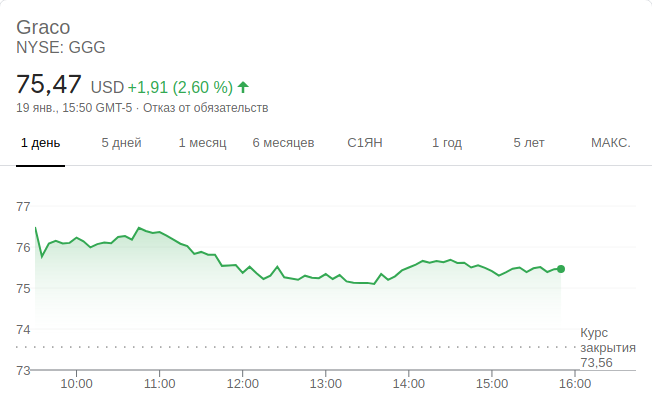 Graco
NYSE: GGG
75,47 USD +1,91 (2,60 %)
19 янв., 15:50 GMT-5 · Отказ от обязательств
1 день 5 дней 1 месяц 6 месяцев С1ЯН 1 год 5 лет МАКС.
77
76
75
74
73
Курс
закрытия
73,56
10:00 11:00 12:00 13:00 14:00 15:00 16:00